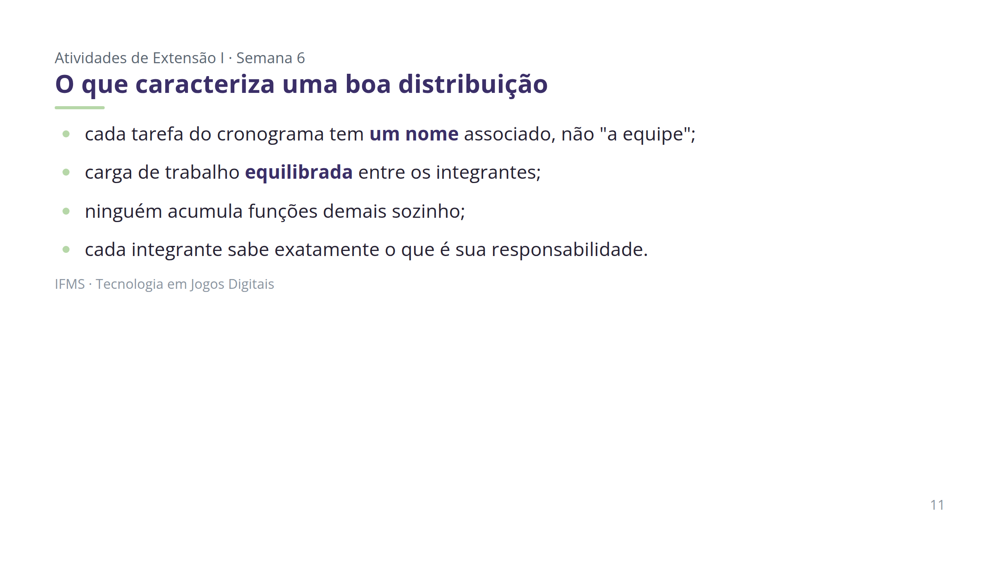 Atividades de Extensão I · Semana 6
O que caracteriza uma boa distribuição
cada tarefa do cronograma tem um nome associado, não "a equipe";
carga de trabalho equilibrada entre os integrantes;
ninguém acumula funções demais sozinho;
cada integrante sabe exatamente o que é sua responsabilidade.
IFMS · Tecnologia em Jogos Digitais
11